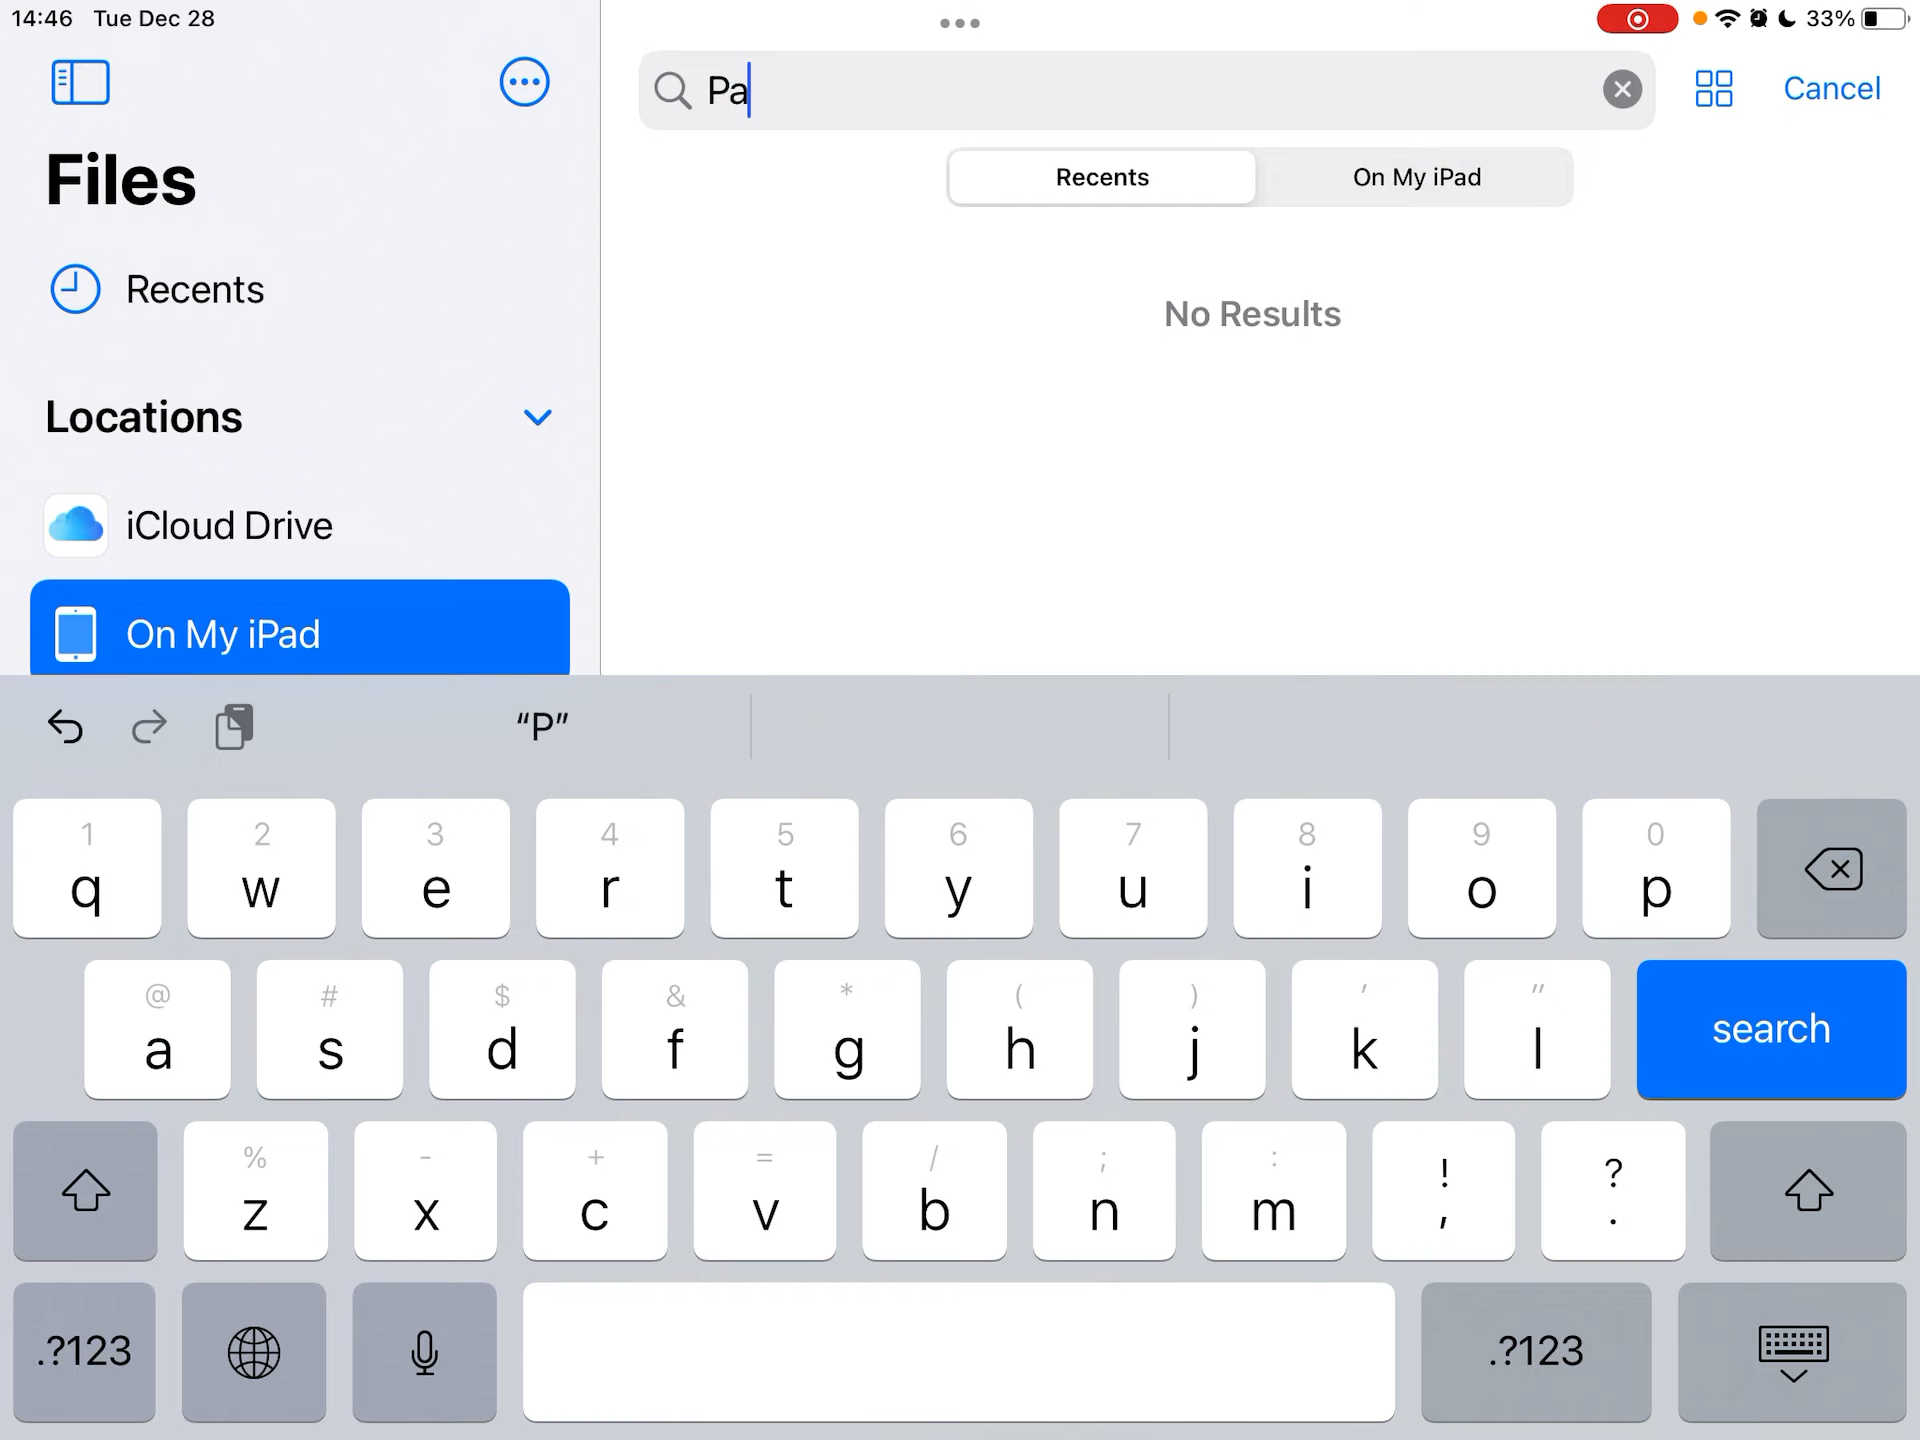 14:46 Tue Dec 28
33%
Files
Recents
Locations
iCloud Drive
On My iPad
Pa
Cancel
Recents
On My iPad
No Results
“P”
1 2 3 4 5 6 7 8 9 0
q w e r t y u i o p
@ # $ & * ( ) ' "
a s d f g h j k l
search
% - + = / ; : ! ?
z x c v b n m , .
.?123
.?123